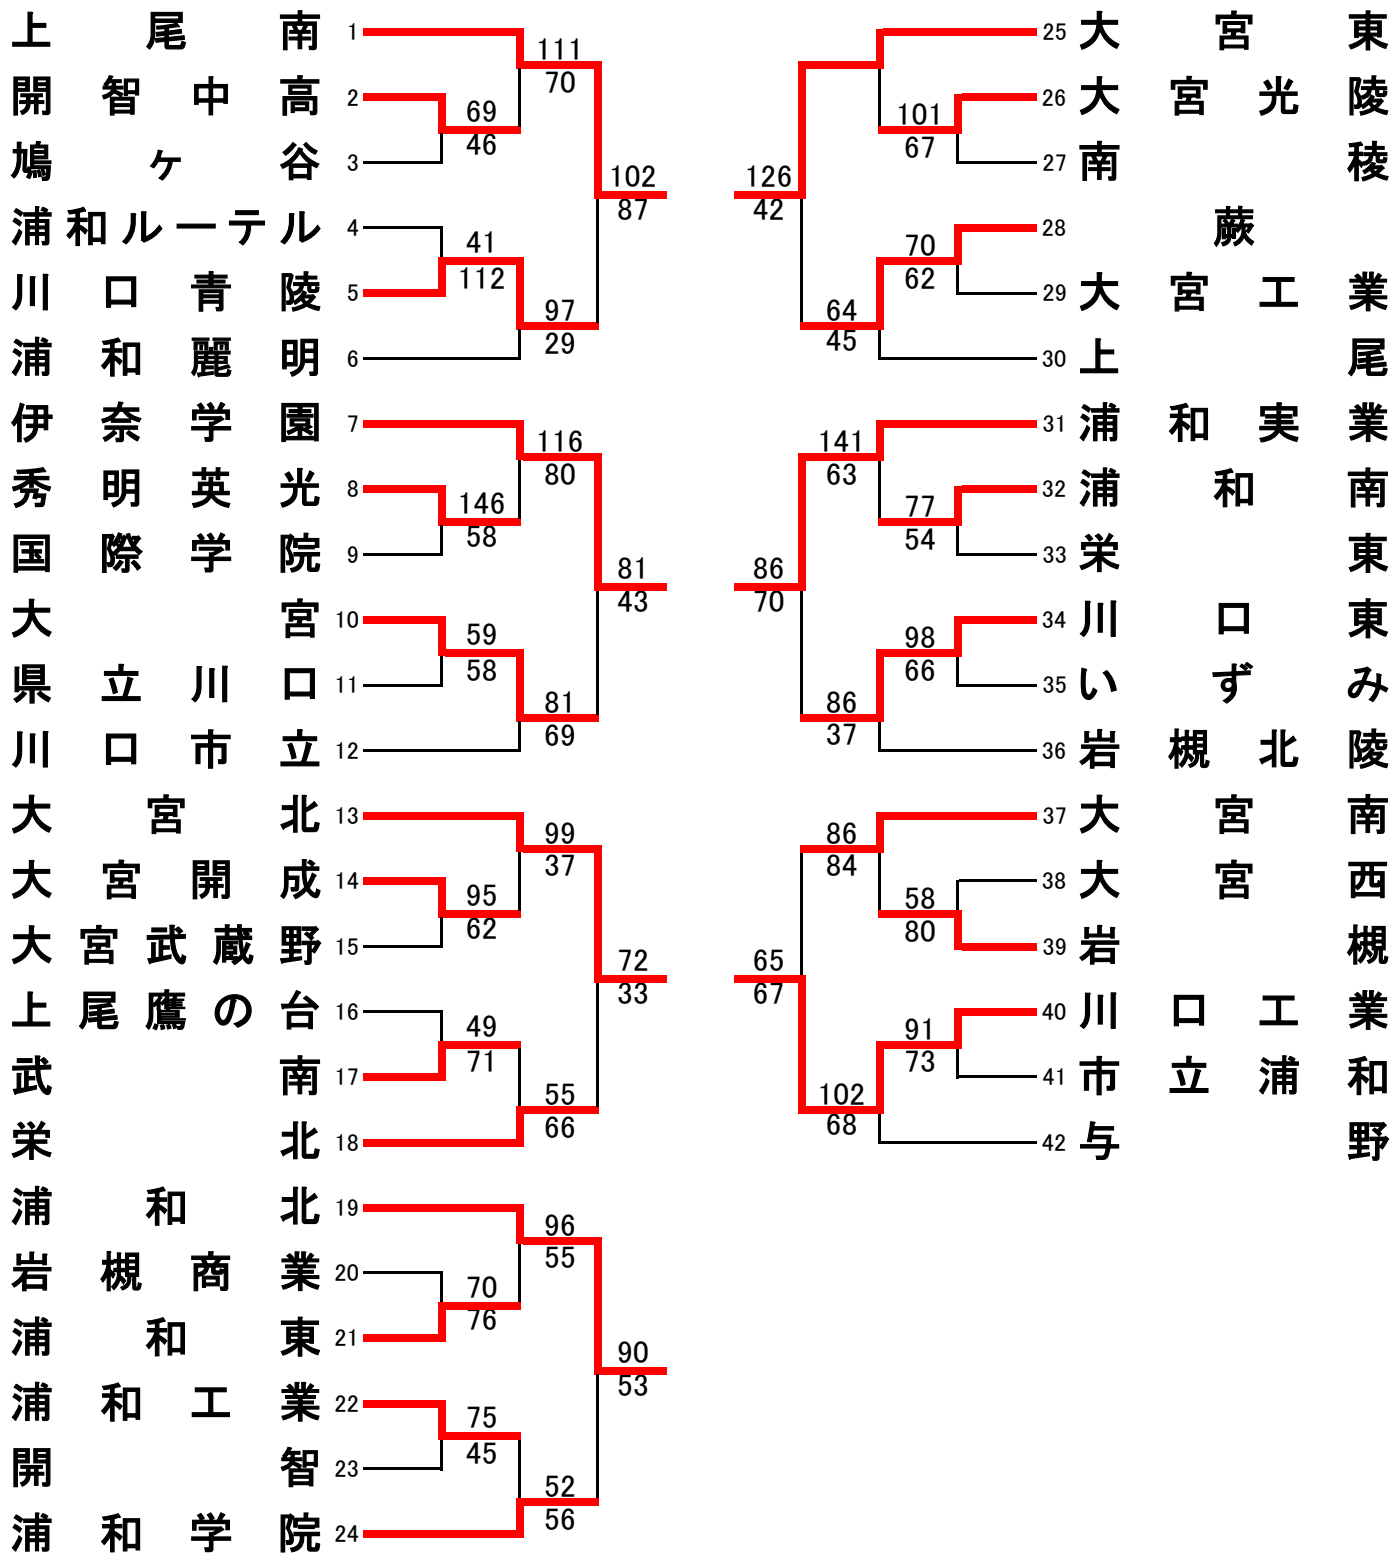 上尾南 1
開智中高 2
鳩ヶ谷 3
浦和ルーテル 4
川口青陵 5
浦和麗明 6
伊奈学園 7
秀明英光 8
国際学院 9
大宮 10
県立川口 11
川口市立 12
大宮北 13
大宮開成 14
大宮武蔵野 15
上尾鷹の台 16
武南 17
栄北 18
浦和北 19
岩槻商業 20
浦和東 21
浦和工業 22
開智 23
浦和学院 24
69
46
41
112
146
58
59
58
95
62
49
71
70
76
75
45
111
70
97
29
116
80
81
69
99
37
55
66
96
55
52
56
102
87
81
43
72
33
90
53
126
42
86
70
65
67
64
45
141
63
86
37
86
84
102
68
101
67
70
62
77
54
98
66
58
80
91
73
25 大宮東
26 大宮光陵
27 南稜
28 蕨
29 大宮工業
30 上尾
31 浦和実業
32 浦和南
33 栄東
34 川口東
35 いずみ
36 岩槻北陵
37 大宮南
38 大宮西
39 岩槻
40 川口工業
41 市立浦和
42 与野